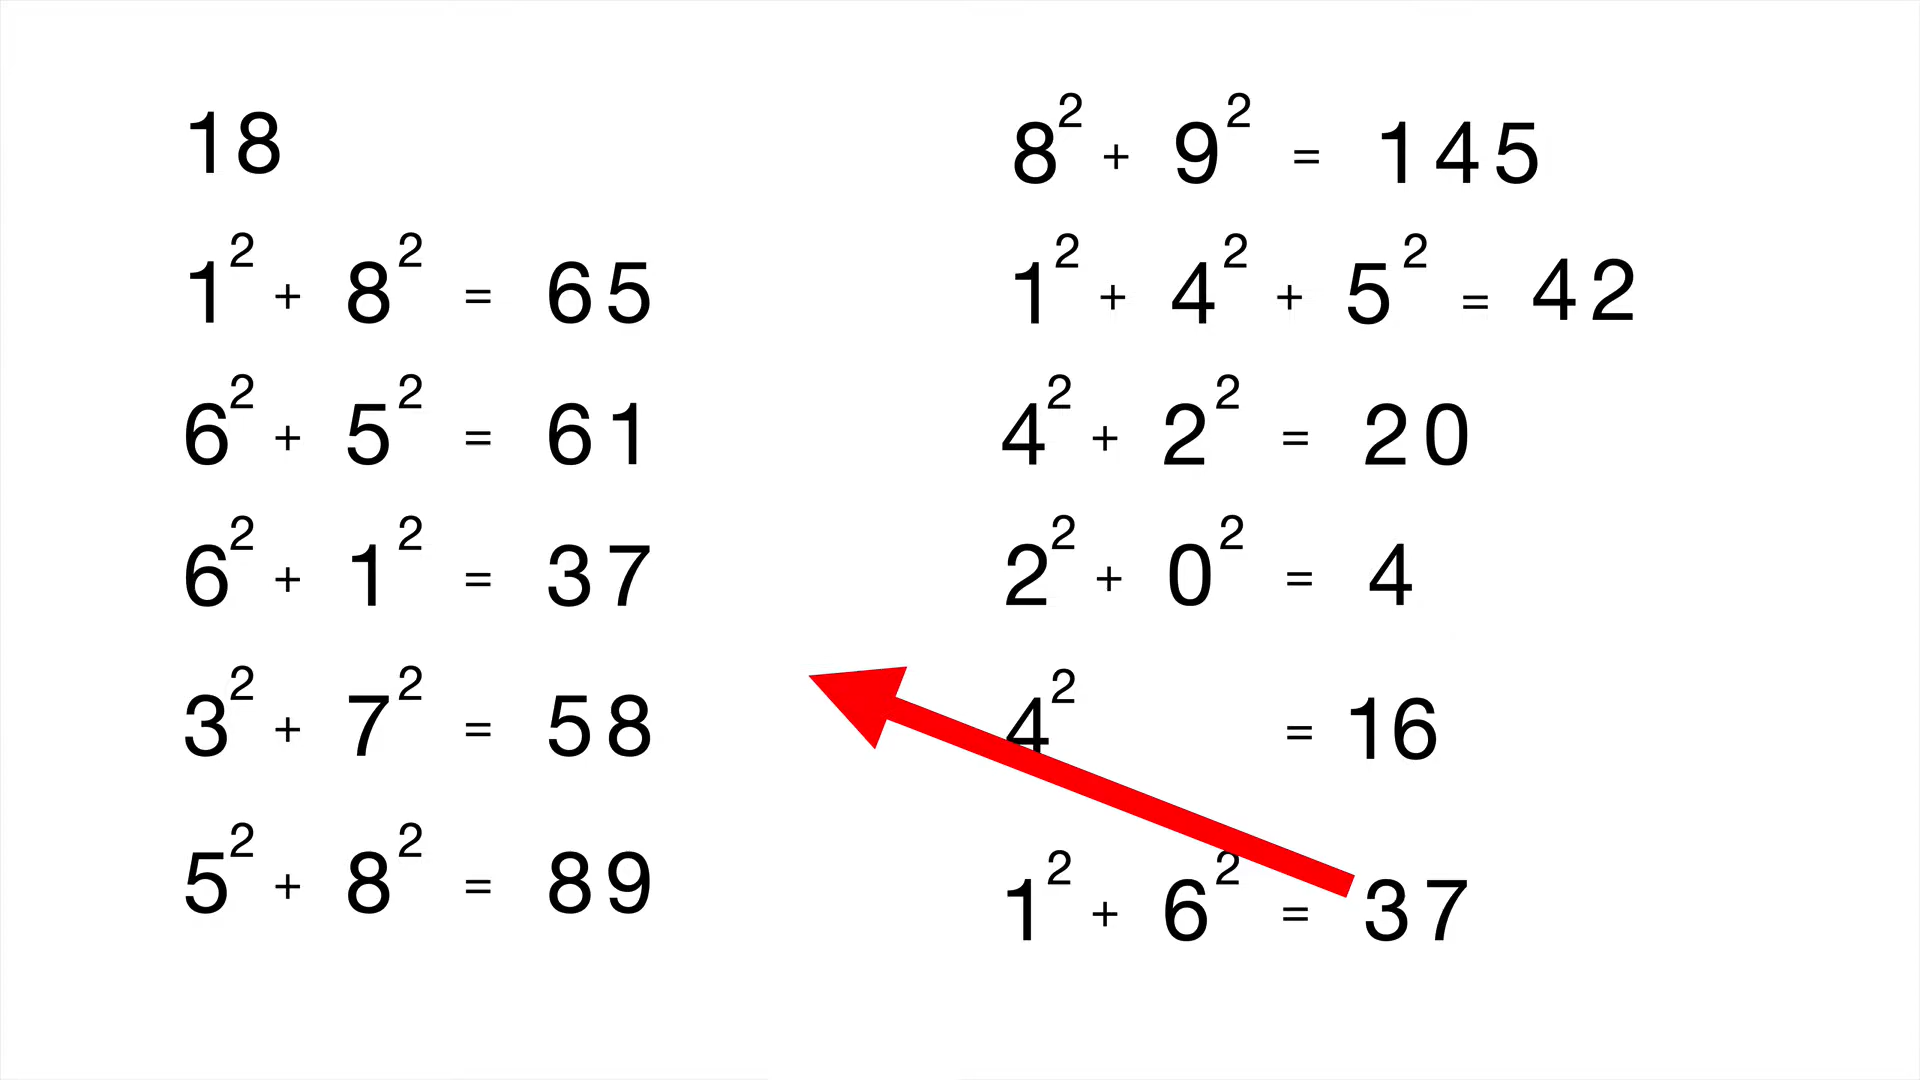 18
1² + 8² = 65
6² + 5² = 61
6² + 1² = 37
3² + 7² = 58
5² + 8² = 89
8² + 9² = 145
1² + 4² + 5² = 42
4² + 2² = 20
2² + 0² = 4
4² = 16
1² + 6² = 37